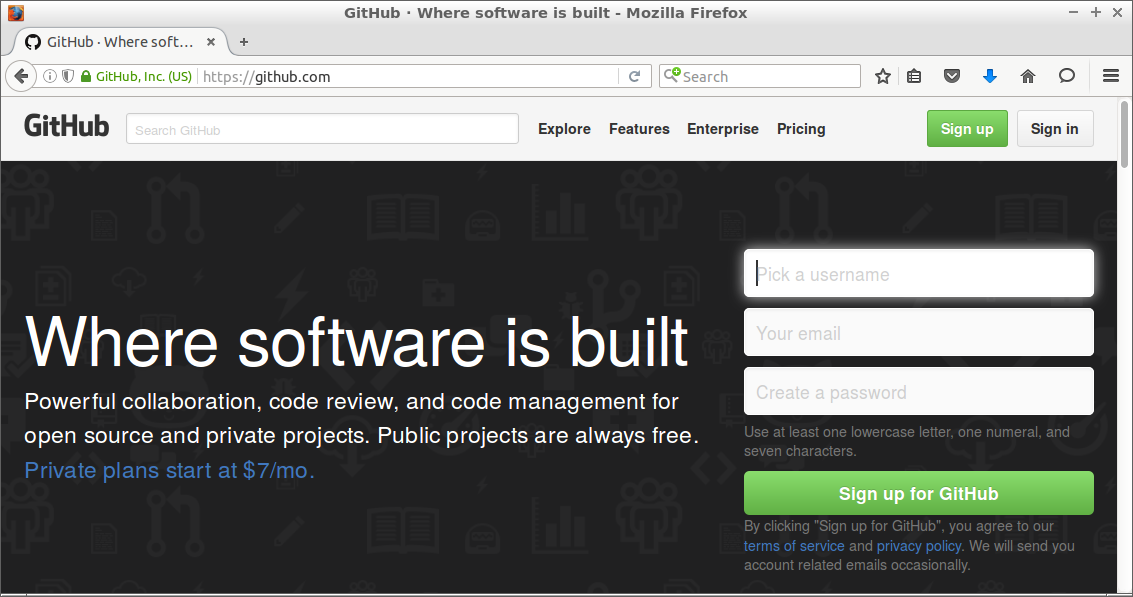 GitHub · Where software is built - Mozilla Firefox
GitHub · Where soft...
GitHub, Inc. (US)
https://github.com
Search
GitHub
Search GitHub
Explore
Features
Enterprise
Pricing
Sign up
Sign in
Where software is built
Powerful collaboration, code review, and code management for
open source and private projects. Public projects are always free.
Private plans start at $7/mo.
Pick a username
Your email
Create a password
Use at least one lowercase letter, one numeral, and
seven characters.
Sign up for GitHub
By clicking "Sign up for GitHub", you agree to our
terms of service and privacy policy. We will send you
account related emails occasionally.